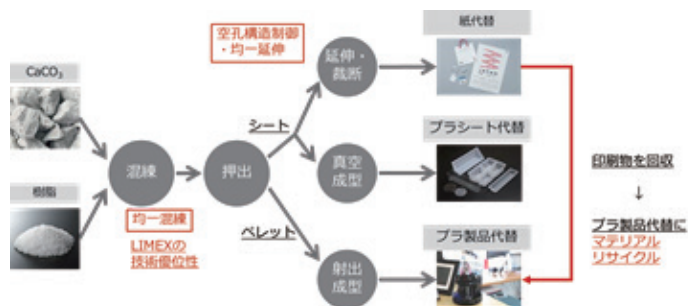 空孔構造制御
・均一延伸
延伸・
裁断
紙代替
CaCO₃
シート
プラシート代替
混練
押出
真空
成型
印刷物を回収
↓
樹脂
均一混練
LIMEXの
技術優位性
ペレット
プラ製品代替
プラ製品代替に
マテリアル
リサイクル
射出
成型